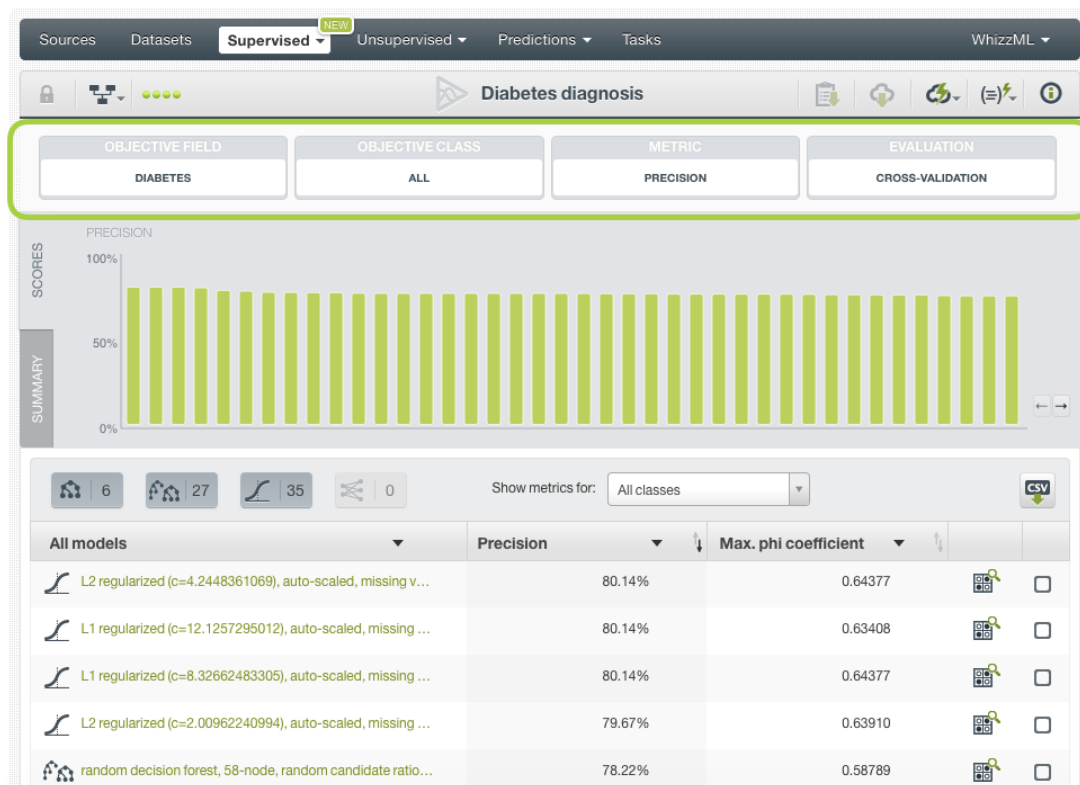 NEW
Sources Datasets Supervised Unsupervised Predictions Tasks WhizzML
Diabetes diagnosis
OBJECTIVE FIELD OBJECTIVE CLASS METRIC EVALUATION
DIABETES ALL PRECISION CROSS-VALIDATION
PRECISION
SCORES
SUMMARY
100%
50%
0%
6 27 35 0 Show metrics for: All classes CSV
All models Precision Max. phi coefficient
L2 regularized (c=4.2448361069), auto-scaled, missing v… 80.14% 0.64377
L1 regularized (c=12.1257295012), auto-scaled, missing … 80.14% 0.63408
L1 regularized (c=8.32662483305), auto-scaled, missing … 80.14% 0.64377
L2 regularized (c=2.00962240994), auto-scaled, missing … 79.67% 0.63910
random decision forest, 58-node, random candidate ratio… 78.22% 0.58789